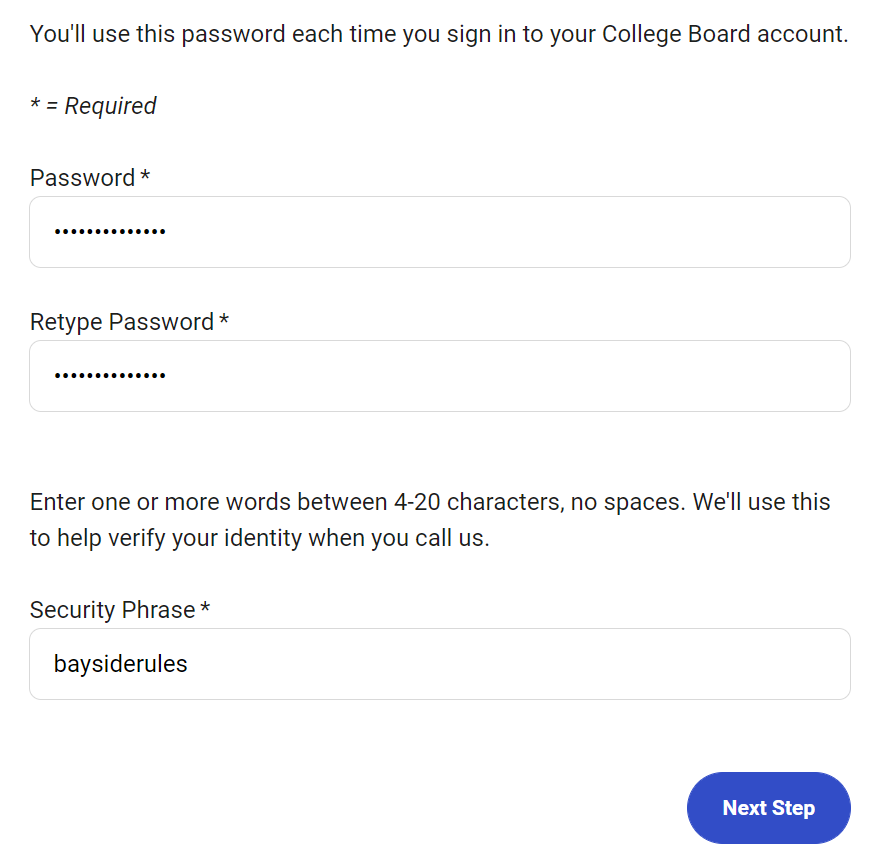 You'll use this password each time you sign in to your College Board account.
* = Required
Password *
••••••••••••••
Retype Password *
••••••••••••••
Enter one or more words between 4-20 characters, no spaces. We'll use this
to help verify your identity when you call us.
Security Phrase *
baysiderules
Next Step